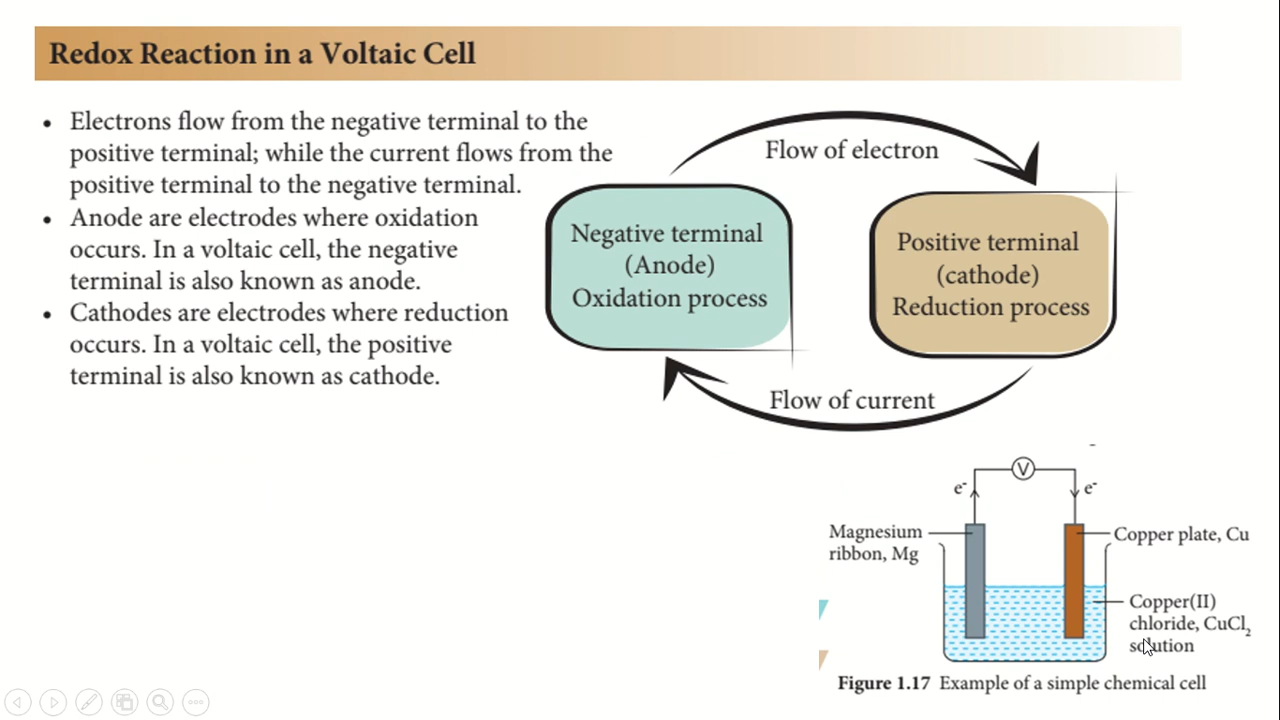 Redox Reaction in a Voltaic Cell
• Electrons flow from the negative terminal to the
positive terminal; while the current flows from the
positive terminal to the negative terminal.
• Anode are electrodes where oxidation
occurs. In a voltaic cell, the negative
terminal is also known as anode.
• Cathodes are electrodes where reduction
occurs. In a voltaic cell, the positive
terminal is also known as cathode.
Flow of electron
Negative terminal
(Anode)
Oxidation process
Positive terminal
(cathode)
Reduction process
Flow of current
V
e⁻
e⁻
Magnesium
ribbon, Mg
Copper plate, Cu
Copper(II)
chloride, CuCl₂
solution
Figure 1.17 Example of a simple chemical cell